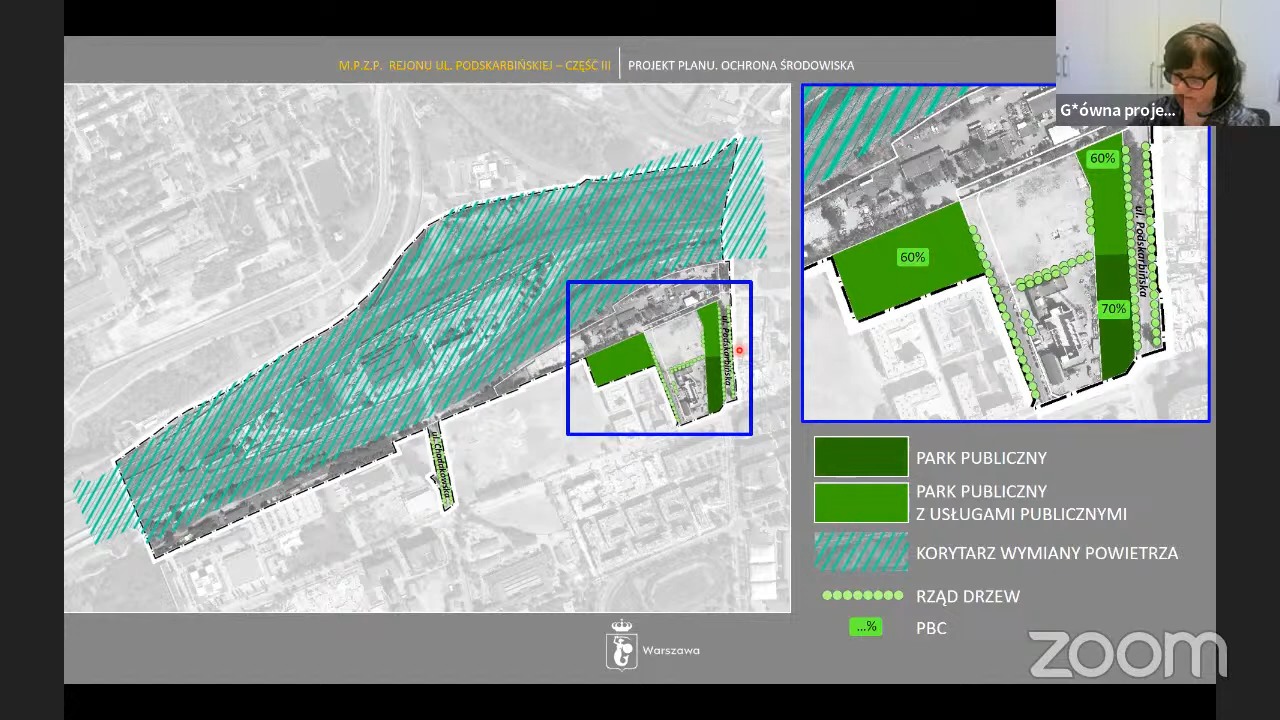 M.P.Z.P. REJONU UL. PODSKARBIŃSKIEJ – CZĘŚĆ III
PROJEKT PLANU. OCHRONA ŚRODOWISKA
G*ówna proje...
ul. Chodakowska
ul. Podskarbińska
60%
60%
70%
ul. Podskarbińska
PARK PUBLICZNY
PARK PUBLICZNY
Z USŁUGAMI PUBLICZNYMI
KORYTARZ WYMIANY POWIETRZA
RZĄD DRZEW
...%
PBC
Warszawa
zoom